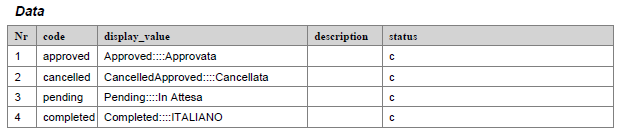 Data
Nr code display_value description status
1 approved Approved::::Approvata c
2 cancelled CancelledApproved::::Cancellata c
3 pending Pending::::In Attesa c
4 completed Completed::::ITALIANO c